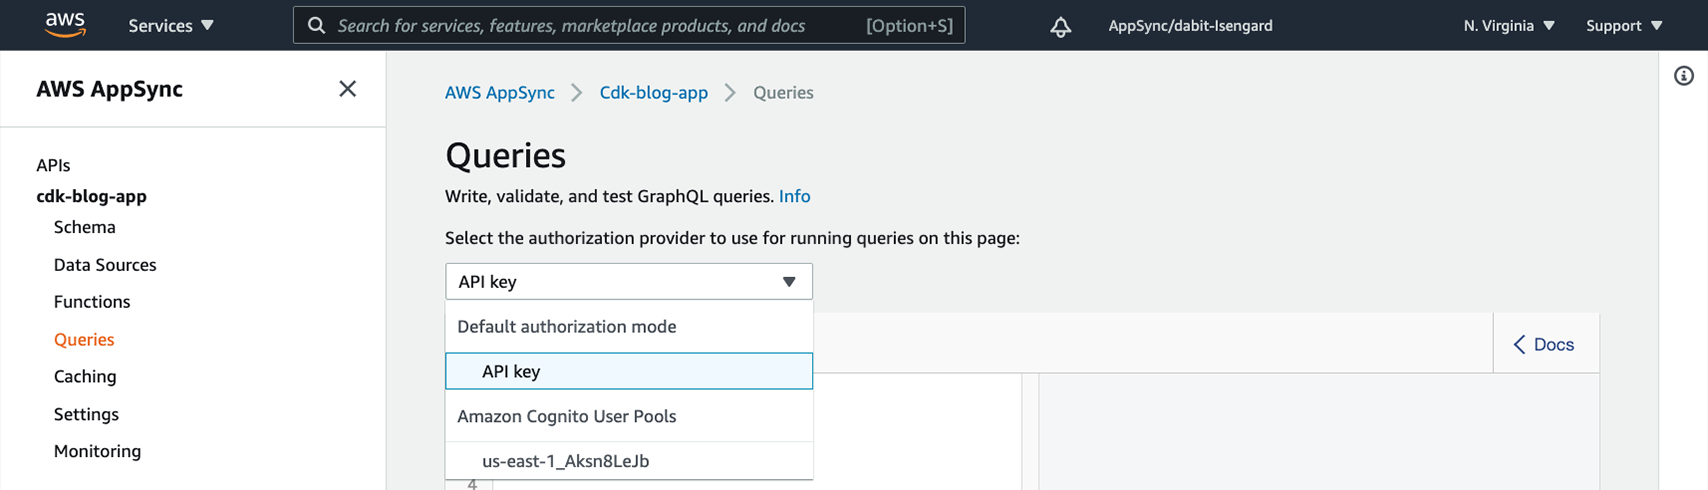 aws
Services
Search for services, features, marketplace products, and docs
[Option+S]
AppSync/dabit-Isengard
N. Virginia
Support
AWS AppSync
APIs
cdk-blog-app
Schema
Data Sources
Functions
Queries
Caching
Settings
Monitoring
AWS AppSync > Cdk-blog-app > Queries
Queries
Write, validate, and test GraphQL queries. Info
Select the authorization provider to use for running queries on this page:
API key
Default authorization mode
API key
Amazon Cognito User Pools
us-east-1_Aksn8LeJb
4
Docs